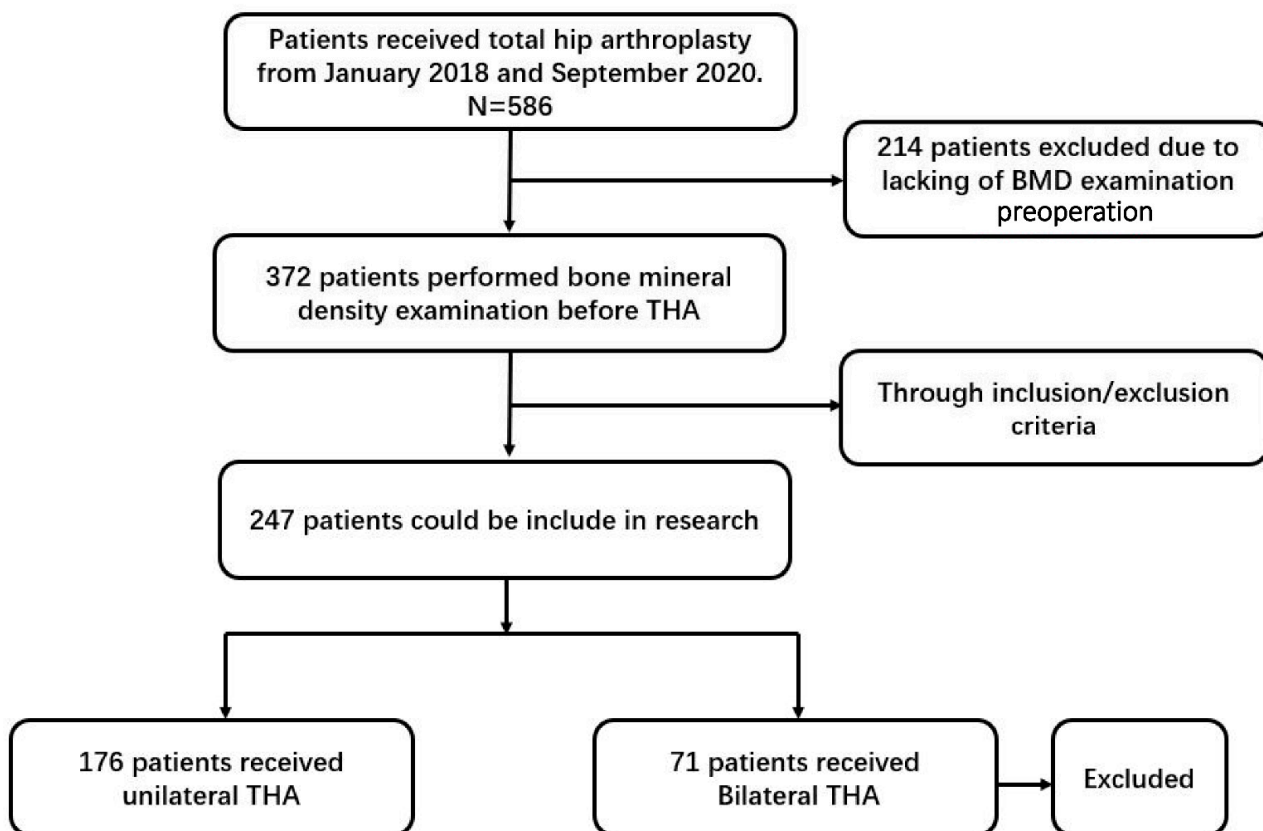 Patients received total hip arthroplasty
from January 2018 and September 2020.
N=586
214 patients excluded due to
lacking of BMD examination
preoperation
372 patients performed bone mineral
density examination before THA
Through inclusion/exclusion
criteria
247 patients could be include in research
176 patients received
unilateral THA
71 patients received
Bilateral THA
Excluded